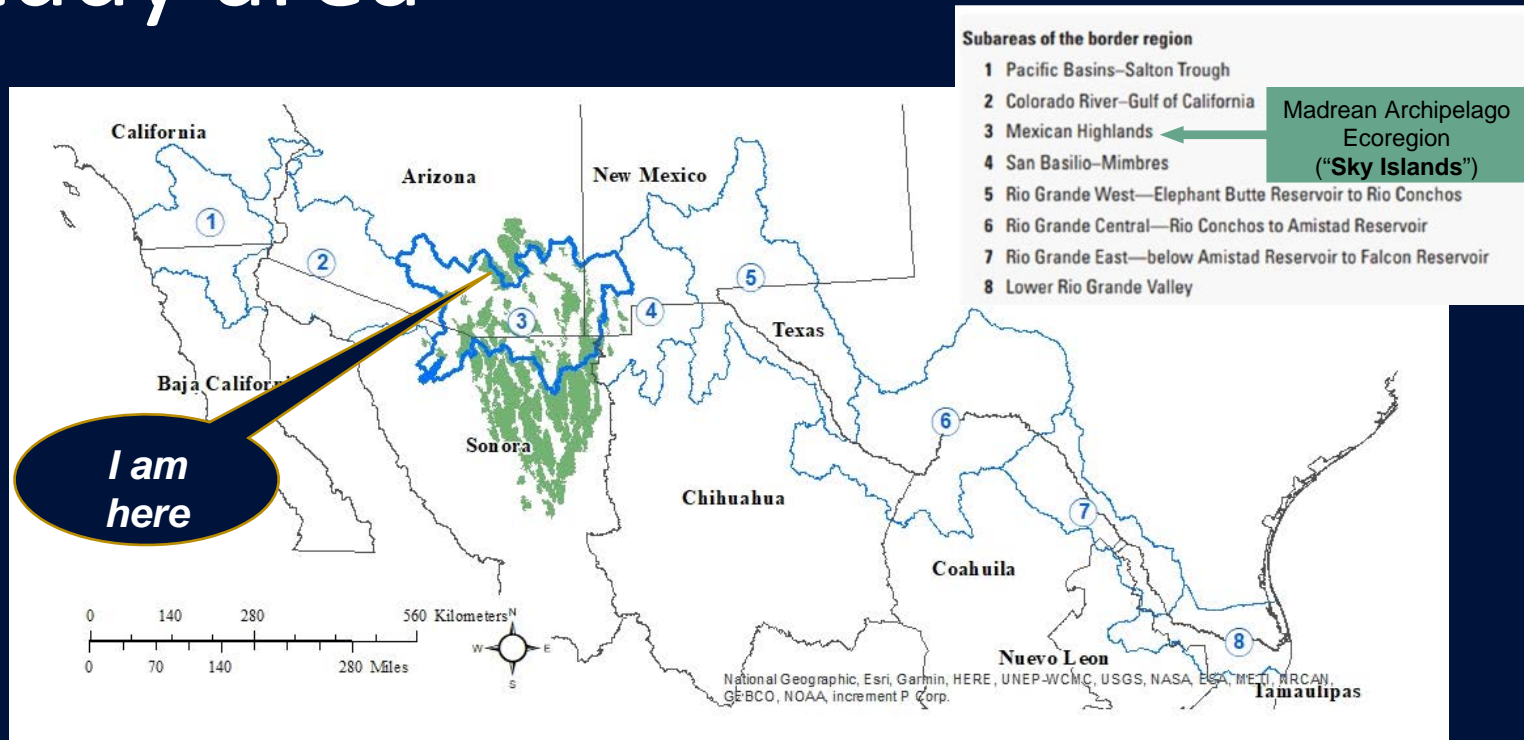 Subareas of the border region
1 Pacific Basins–Salton Trough
2 Colorado River–Gulf of California
3 Mexican Highlands
4 San Basilio–Mimbres
5 Rio Grande West—Elephant Butte Reservoir to Rio Conchos
6 Rio Grande Central—Rio Conchos to Amistad Reservoir
7 Rio Grande East—below Amistad Reservoir to Falcon Reservoir
8 Lower Rio Grande Valley
Madrean Archipelago
Ecoregion
(“Sky Islands”)
California
Arizona
New Mexico
1
2
3
4
5
Texas
Baja
Sonora
I am
here
Chihuahua
6
7
Coahuila
8
Nuevo Leon
Tamaulipas
0 140 280 560 Kilometers
0 70 140 280 Miles
N
W E
S
National Geographic, Esri, Garmin, HERE, UNEP-WCMC, USGS, NASA, ESA, METI, NRCAN,
GEBCO, NOAA, increment P Corp.